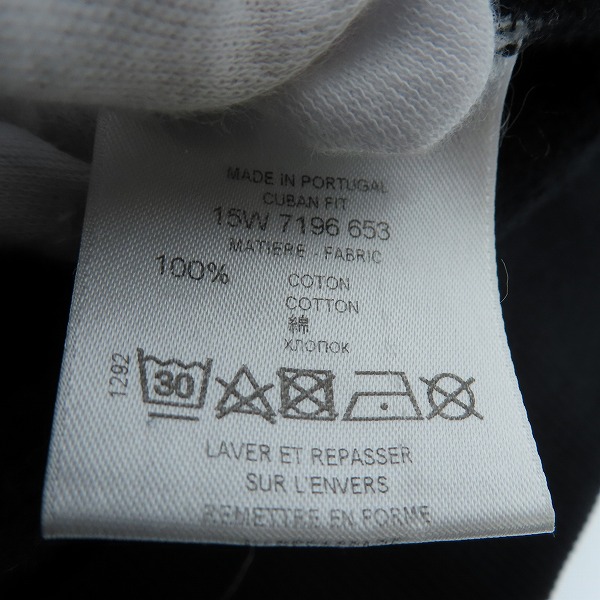 MADE IN PORTUGAL
CUBAN FIT
15W 7196 653
MATIERE - FABRIC
100% COTON
COTTON
綿
ХЛОПОК
1292
30
LAVER ET REPASSER
SUR L'ENVERS
REMETTRE EN FORME